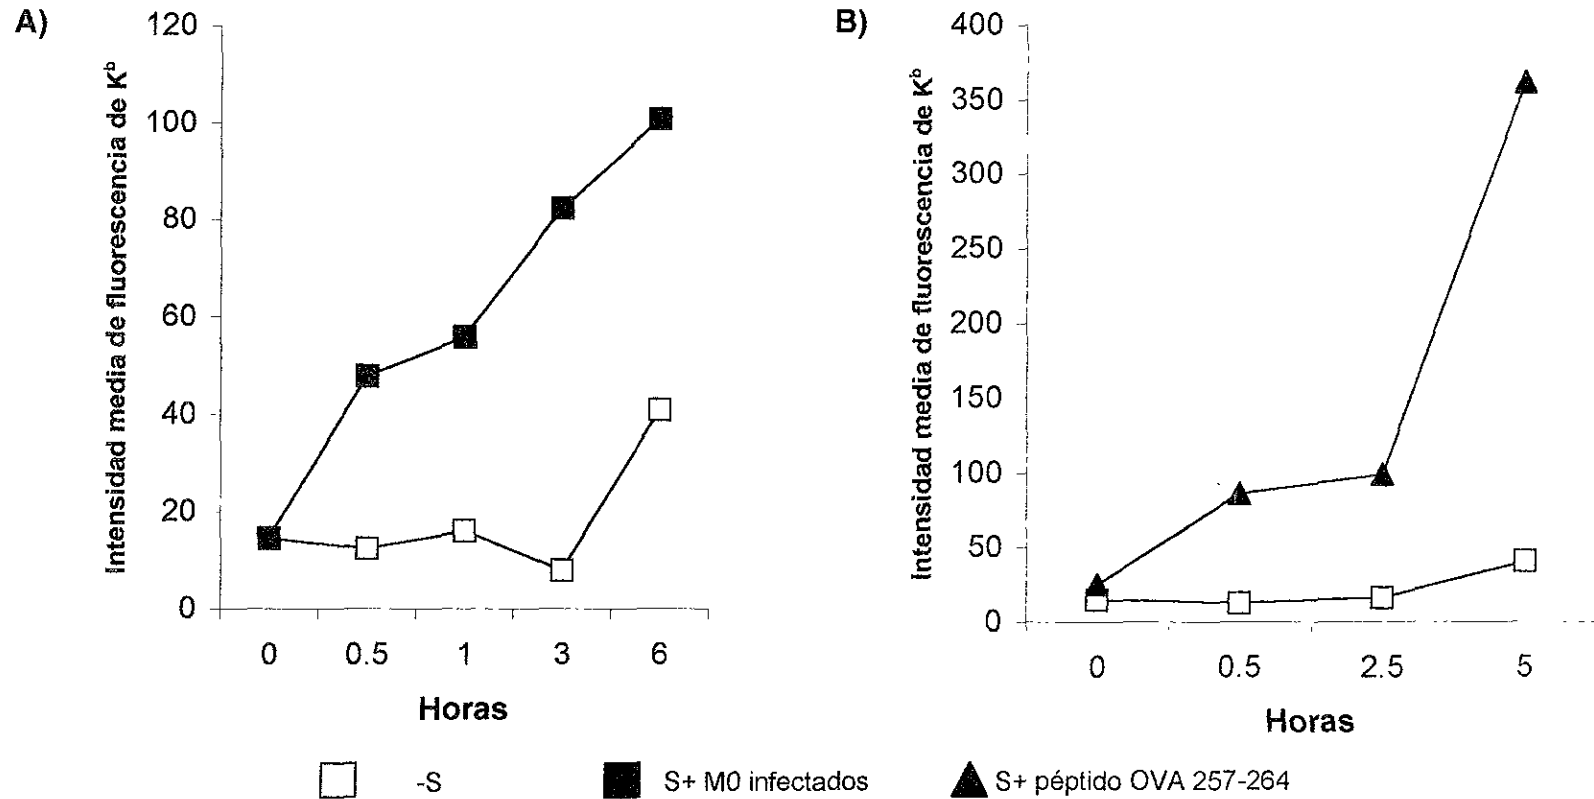 A)
Intensidad media de fluorescencia de Kᵇ
120
100
80
60
40
20
0
0 0.5 1 3 6
Horas
B)
Intensidad media de fluorescencia de Kᵇ
400
350
300
250
200
150
100
50
0
0 0.5 2.5 5
Horas
-S S+ M0 infectados S+ péptido OVA 257-264